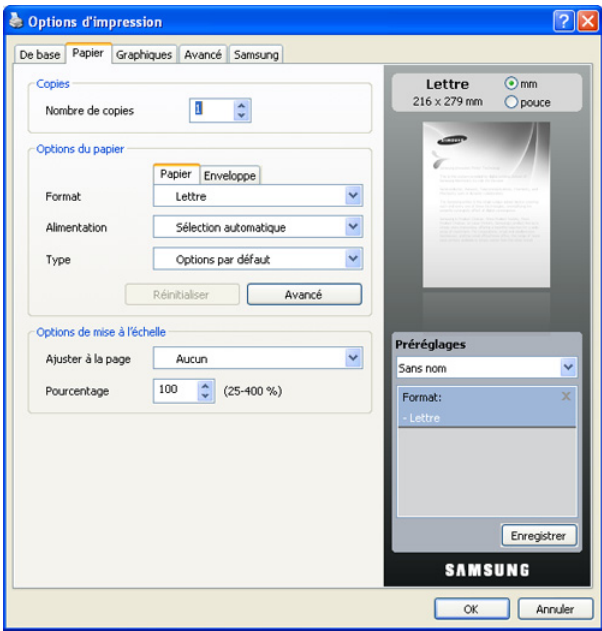 Options d'impression
De base Papier Graphiques Avancé Samsung
Copies
Nombre de copies 1
Options du papier
Papier Enveloppe
Format Lettre
Alimentation Sélection automatique
Type Options par défaut
Réinitialiser Avancé
Options de mise à l'échelle
Ajuster à la page Aucun
Pourcentage 100 (25-400 %)
Lettre mm
216 x 279 mm pouce
SAMSUNG
Préréglages
Sans nom
Format: X
- Lettre
Enregistrer
SAMSUNG
OK Annuler